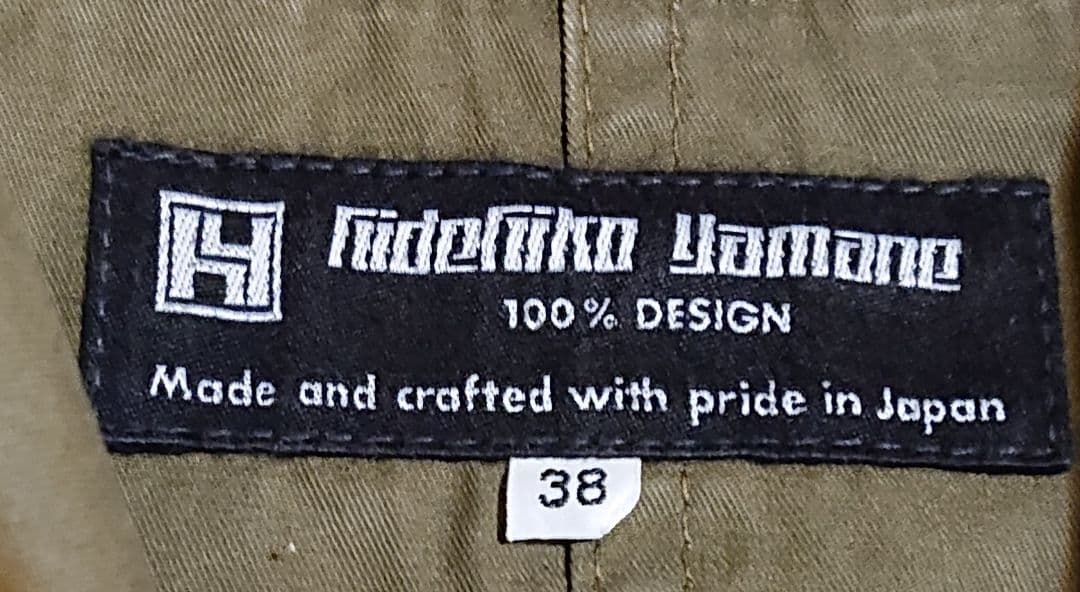 Hidehiko Yamane
100% DESIGN
Made and crafted with pride in Japan
38